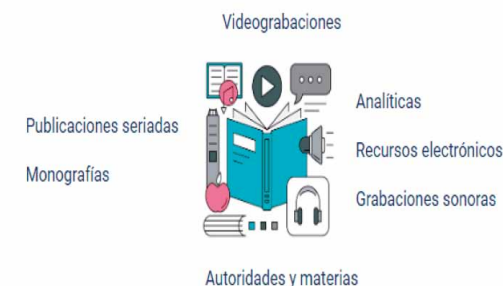 Videograbaciones
Analíticas
Publicaciones seriadas
Recursos electrónicos
Monografías
Grabaciones sonoras
Autoridades y materias